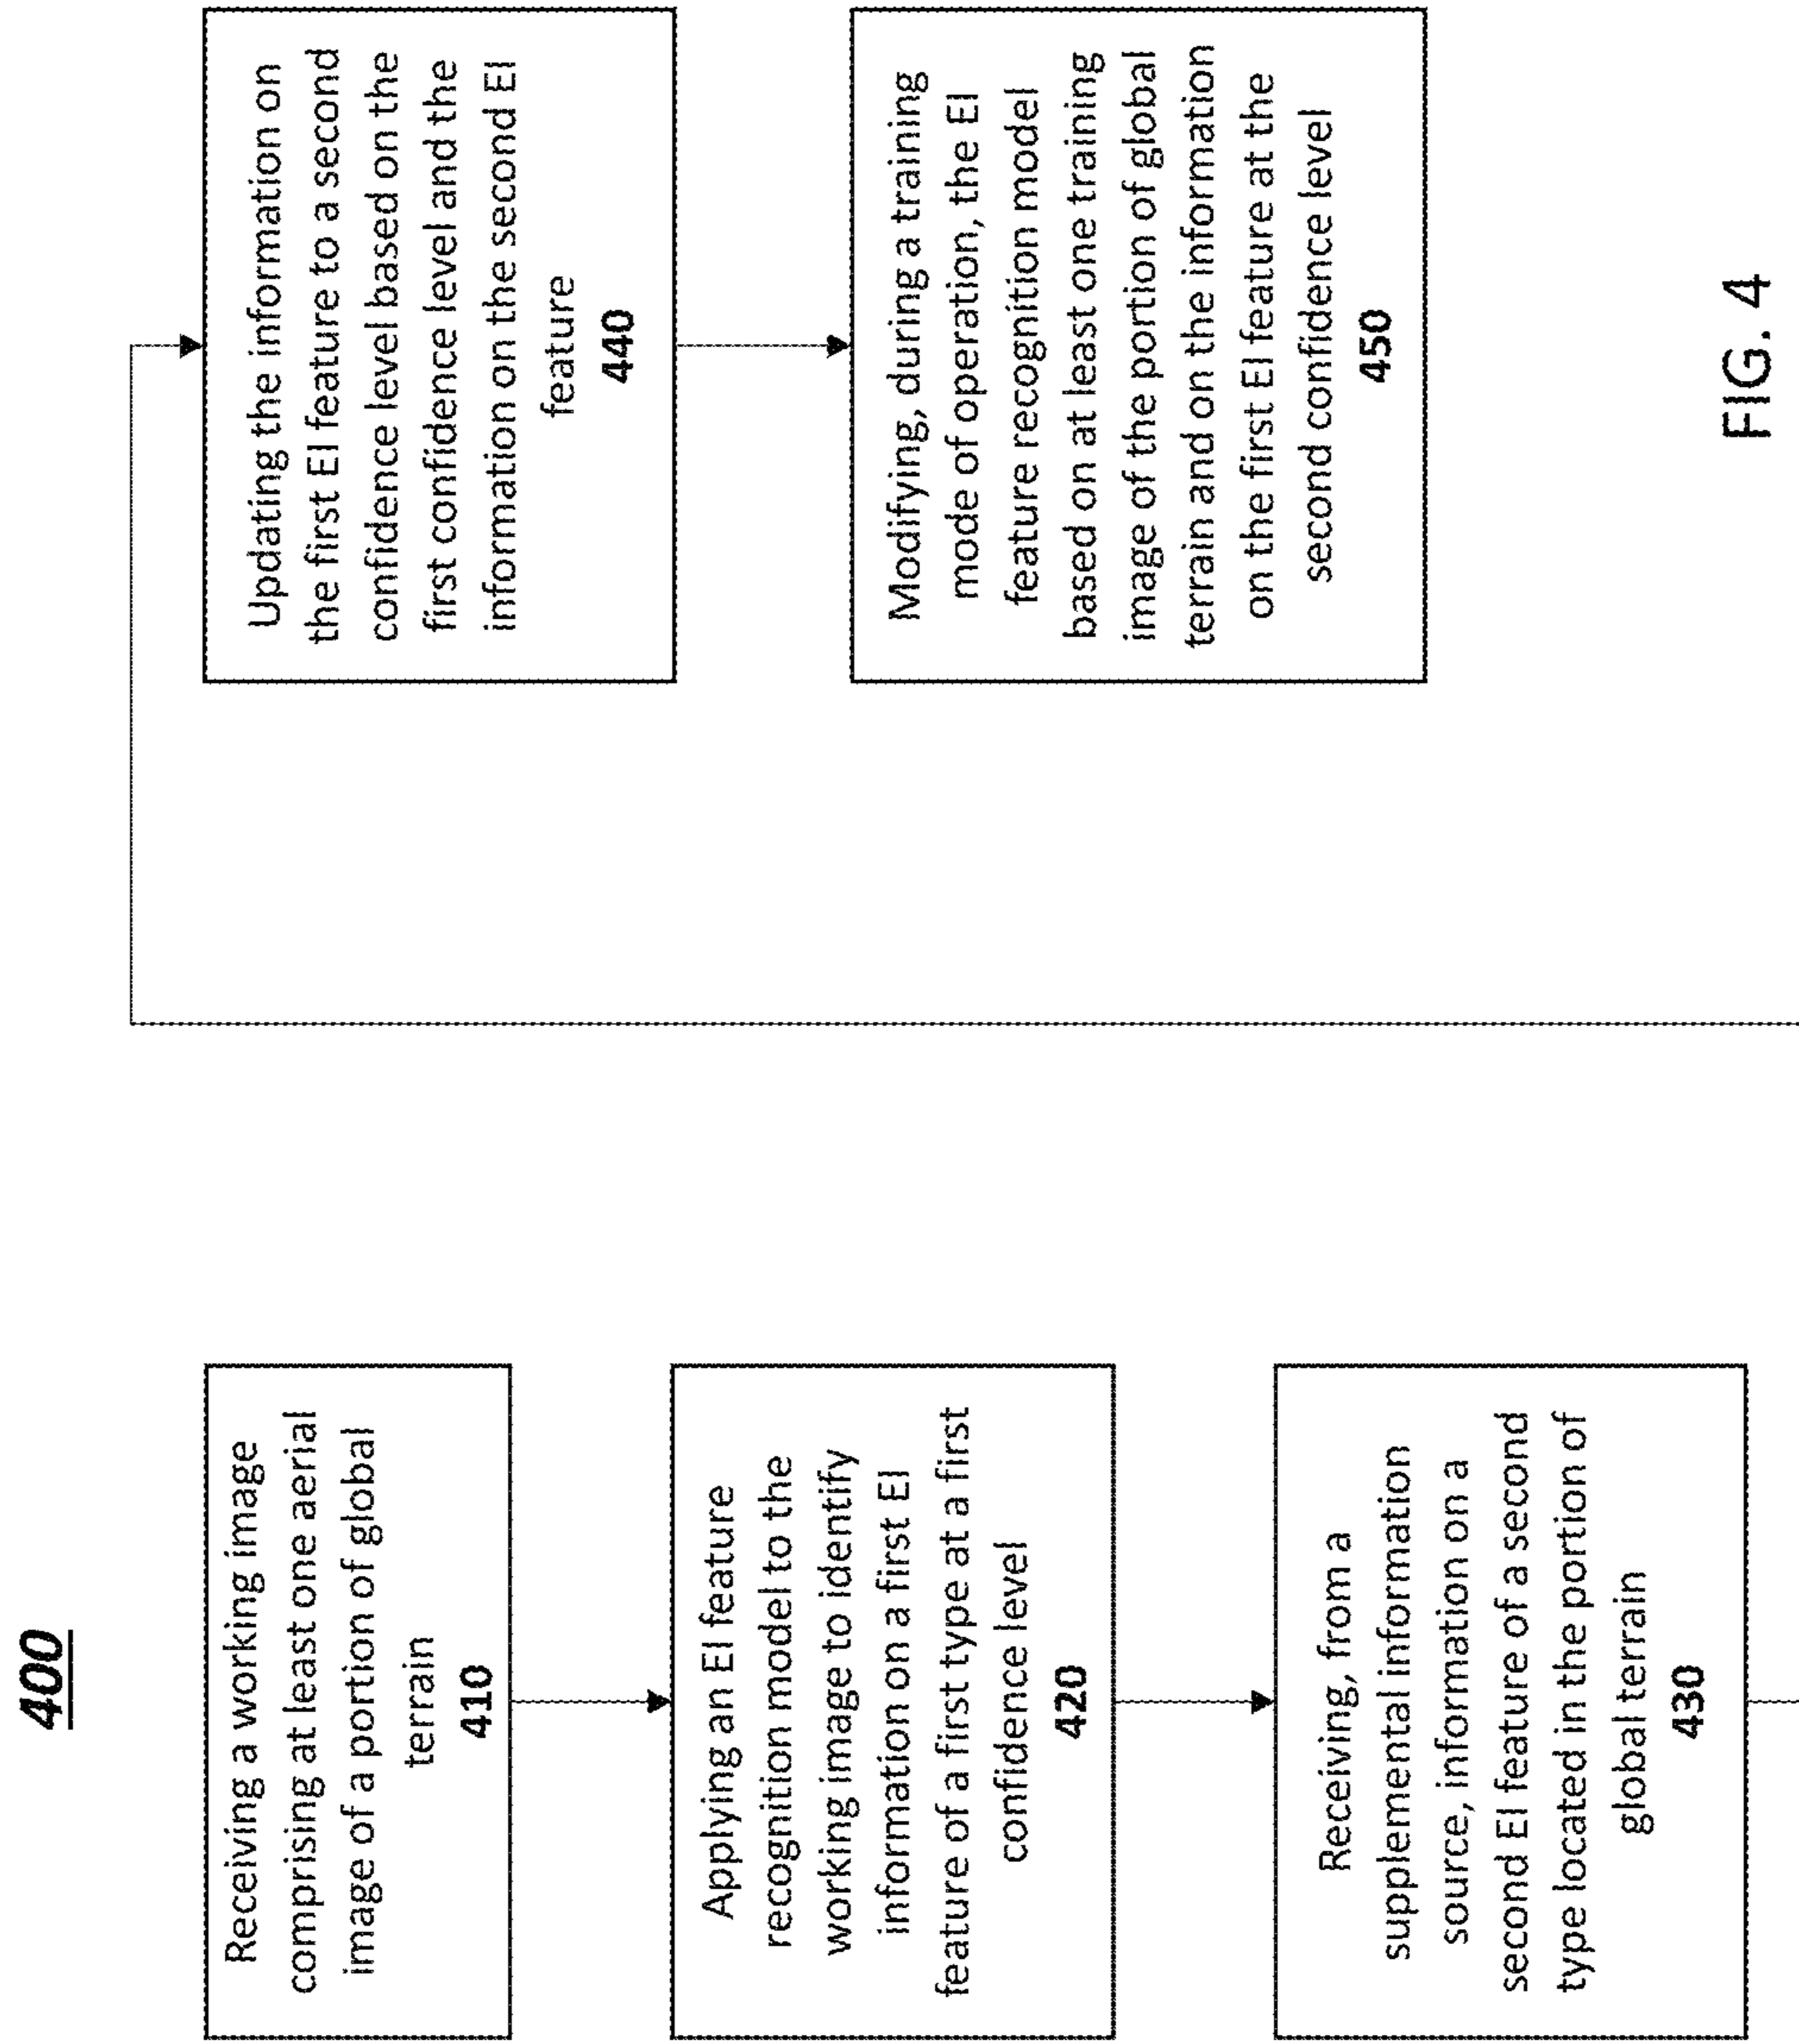 400
Receiving a working image
comprising at least one aerial
image of a portion of global
terrain
410
Applying an EI feature
recognition model to the
working image to identify
information on a first EI
feature of a first type at a first
confidence level
420
Receiving, from a
supplemental information
source, information on a
second EI feature of a second
type located in the portion of
global terrain
430
Updating the information on
the first EI feature to a second
confidence level based on the
first confidence level and the
information on the second EI
feature
440
Modifying, during a training
mode of operation, the EI
feature recognition model
based on at least one training
image of the portion of global
terrain and on the information
on the first EI feature at the
second confidence level
450
FIG. 4